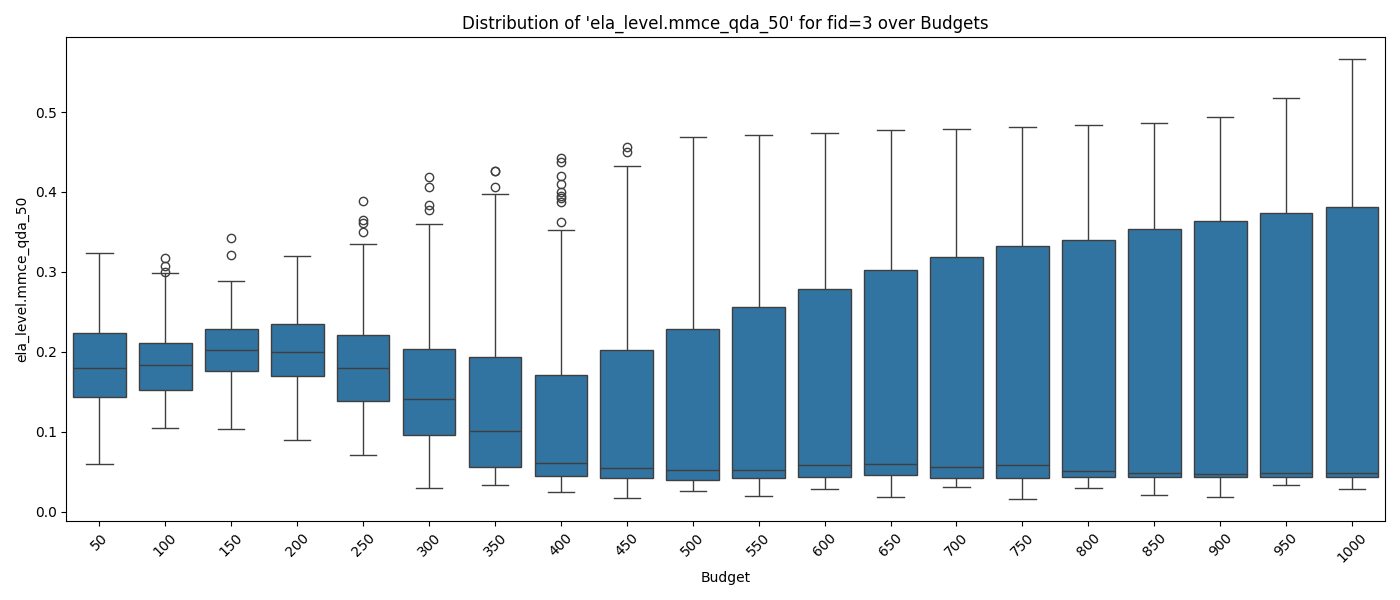 Distribution of 'ela_level.mmce_qda_50' for fid=3 over Budgets
ela_level.mmce_qda_50
0.5
0.4
0.3
0.2
0.1
0.0
50 100 150 200 250 300 350 400 450 500 550 600 650 700 750 800 850 900 950 1000
Budget